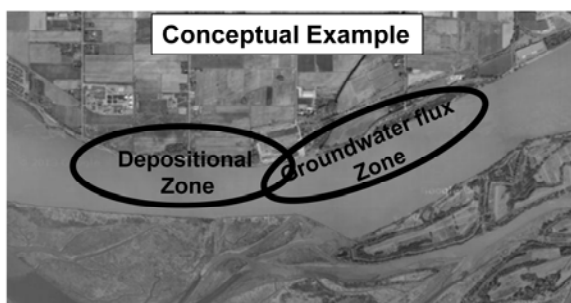 Conceptual Example
Depositional
Zone
Groundwater flux
Zone